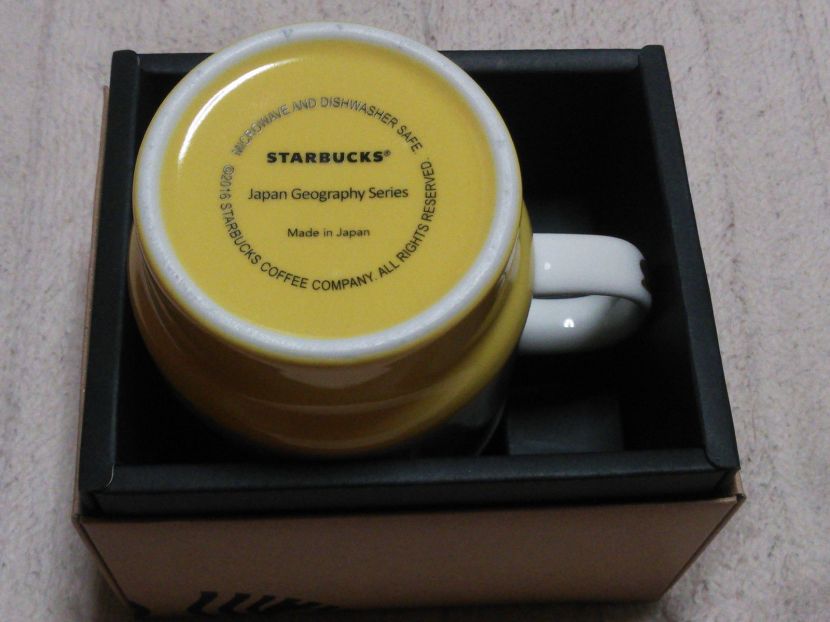 MICROWAVE AND DISHWASHER SAFE.
STARBUCKS®
Japan Geography Series
Made in Japan
©2016 STARBUCKS COFFEE COMPANY. ALL RIGHTS RESERVED.